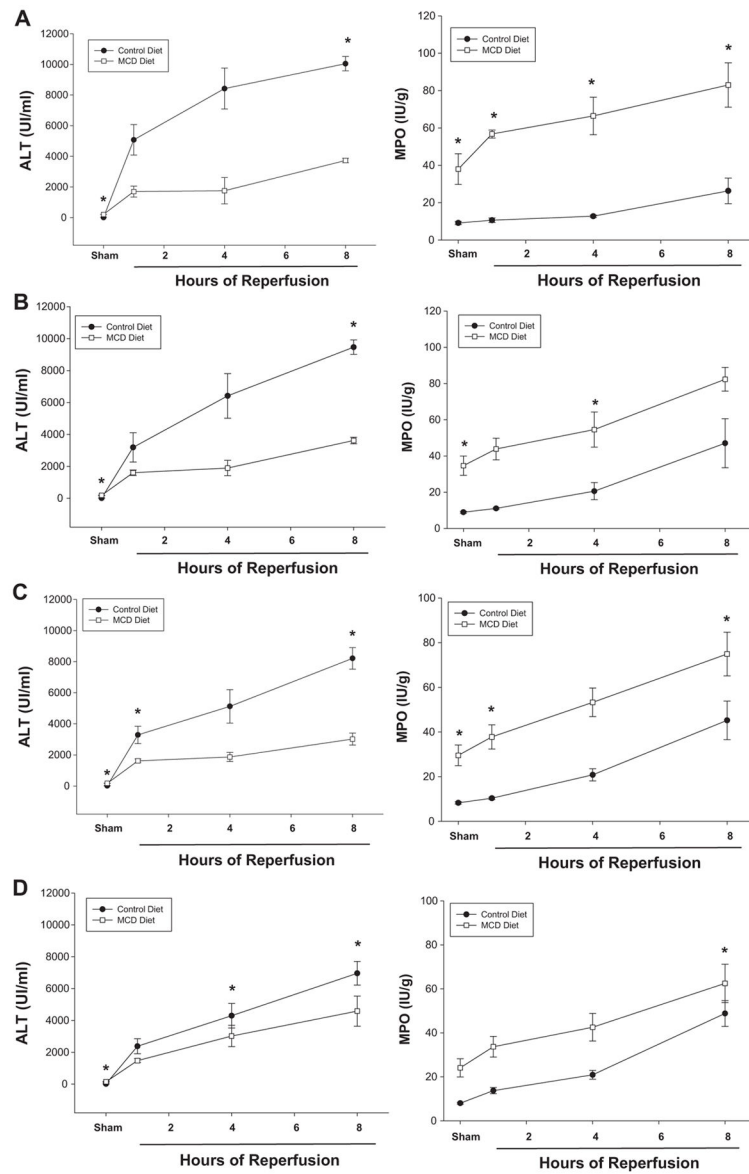 A
12000
10000
8000
6000
4000
2000
0
ALT (UI/ml)
Control Diet
MCD Diet
*
*
Sham 2 4 6 8
Hours of Reperfusion
120
100
80
60
40
20
0
MPO (IU/g)
Control Diet
MCD Diet
*
*
*
*
Sham 2 4 6 8
Hours of Reperfusion
B
12000
10000
8000
6000
4000
2000
0
ALT (UI/ml)
Control Diet
MCD Diet
*
*
Sham 2 4 6 8
Hours of Reperfusion
120
100
80
60
40
20
0
MPO (IU/g)
Control Diet
MCD Diet
*
*
Sham 2 4 6 8
Hours of Reperfusion
C
12000
10000
8000
6000
4000
2000
0
ALT (UI/ml)
Control Diet
MCD Diet
*
*
*
Sham 2 4 6 8
Hours of Reperfusion
100
80
60
40
20
0
MPO (IU/g)
Control Diet
MCD Diet
*
*
*
Sham 2 4 6 8
Hours of Reperfusion
D
12000
10000
8000
6000
4000
2000
0
ALT (UI/ml)
Control Diet
MCD Diet
*
*
*
Sham 2 4 6 8
Hours of Reperfusion
100
80
60
40
20
0
MPO (IU/g)
Control Diet
MCD Diet
*
Sham 2 4 6 8
Hours of Reperfusion